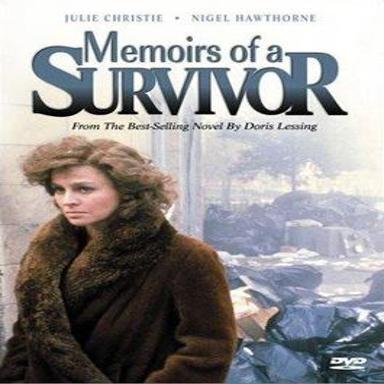 JULIE CHRISTIE • NIGEL HAWTHORNE
Memoirs of a
SURVIVOR
From The Best-Selling Novel By Doris Lessing
DVD